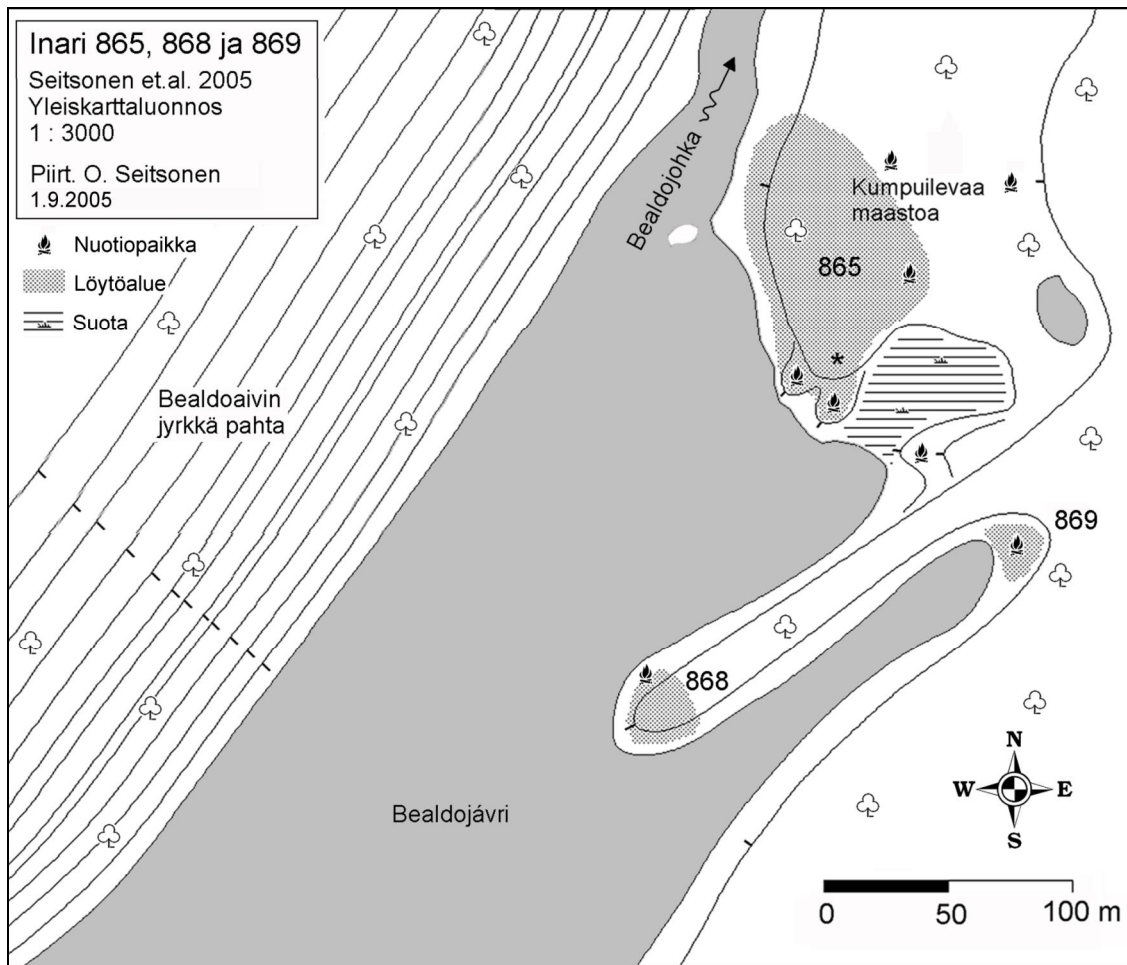 Inari 865, 868 ja 869
Seitsonen et.al. 2005
Yleiskarttaluonnos
1 : 3000
Piirt. O. Seitsonen
1.9.2005
Nuotiopaikka
Löytöalue
Suota
Bealdojohka
Kumpuilevaa
maastoa
865
Bealdoaivin
jyrkkä pahta
*
869
868
Bealdojávri
N
W
E
S
0
50
100 m